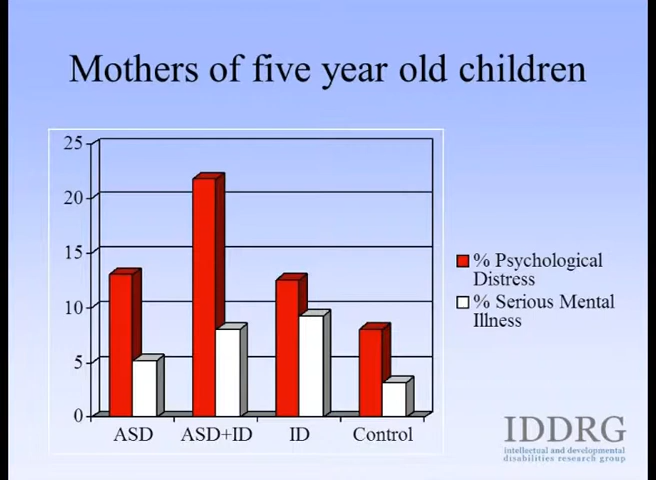 Mothers of five year old children
25
20
15
10
5
0
ASD
ASD+ID
ID
Control
% Psychological
Distress
% Serious Mental
Illness
IDDRG
intellectual and developmental
disabilities research group